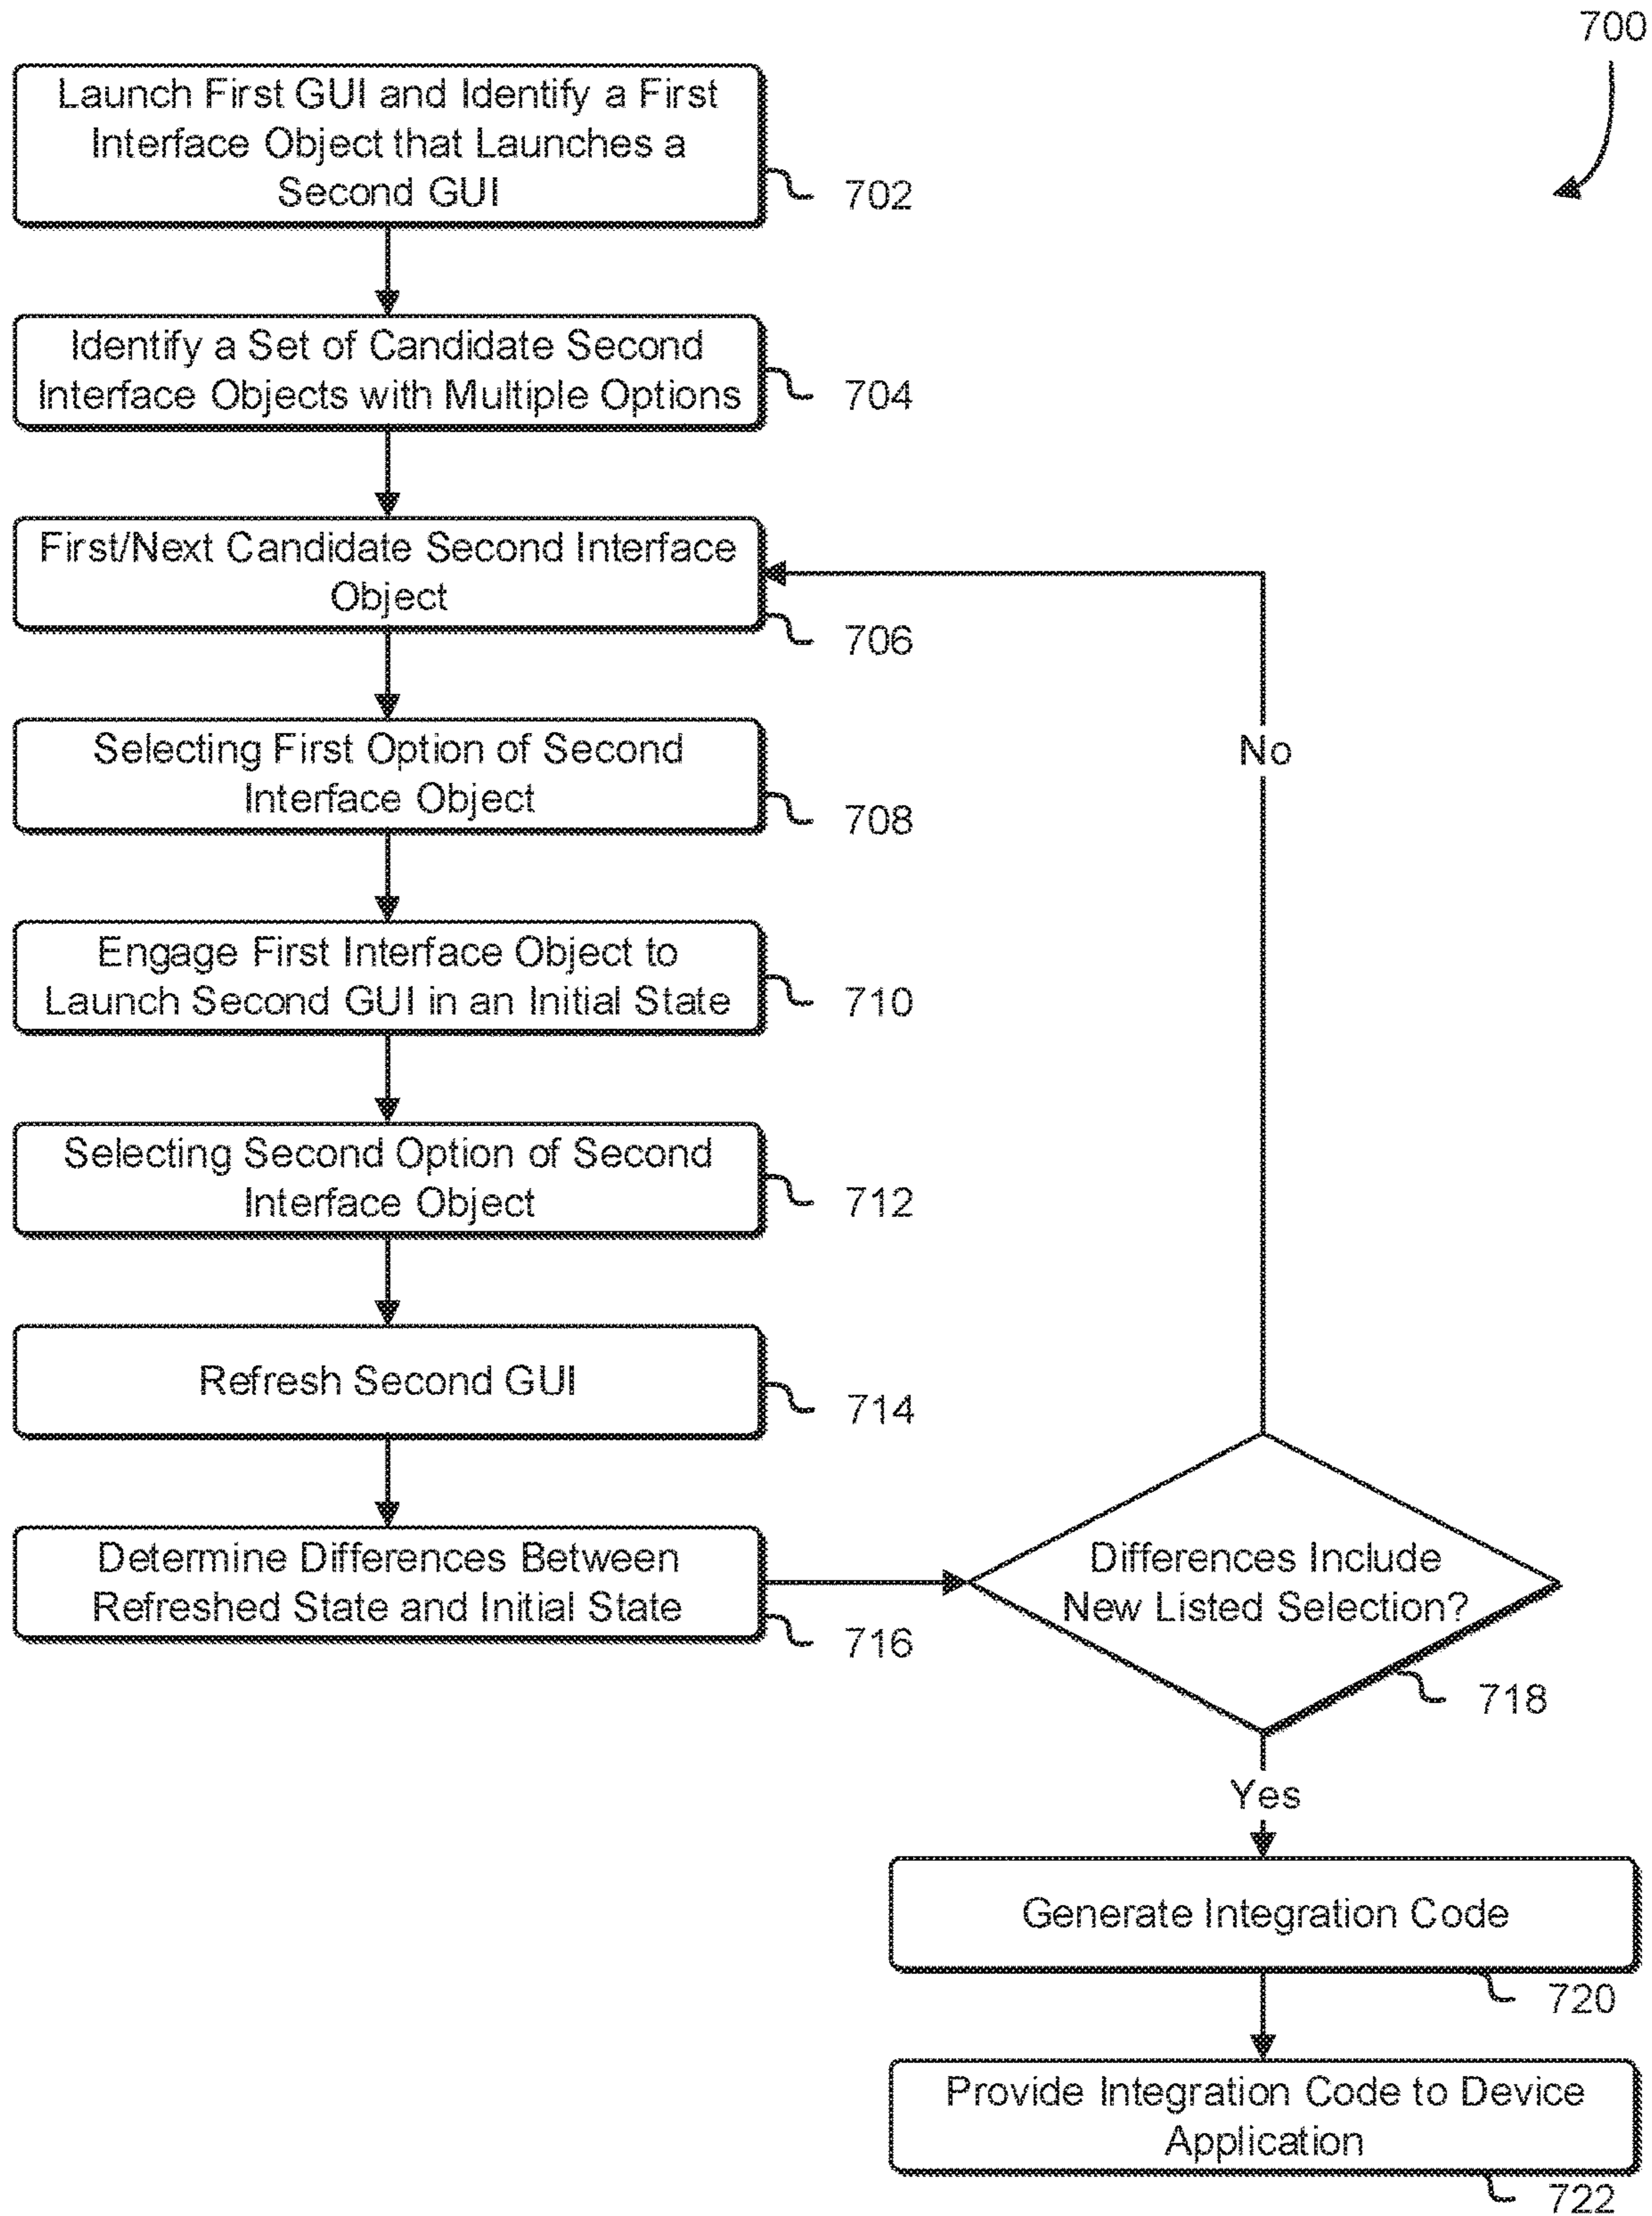 700
Launch First GUI and Identify a First
Interface Object that Launches a
Second GUI
702
Identify a Set of Candidate Second
Interface Objects with Multiple Options
704
First/Next Candidate Second Interface
Object
706
Selecting First Option of Second
Interface Object
708
No
Engage First Interface Object to
Launch Second GUI in an Initial State
710
Selecting Second Option of Second
Interface Object
712
Refresh Second GUI
714
Determine Differences Between
Refreshed State and Initial State
716
Differences Include
New Listed Selection?
718
Yes
Generate Integration Code
720
Provide Integration Code to Device
Application
722